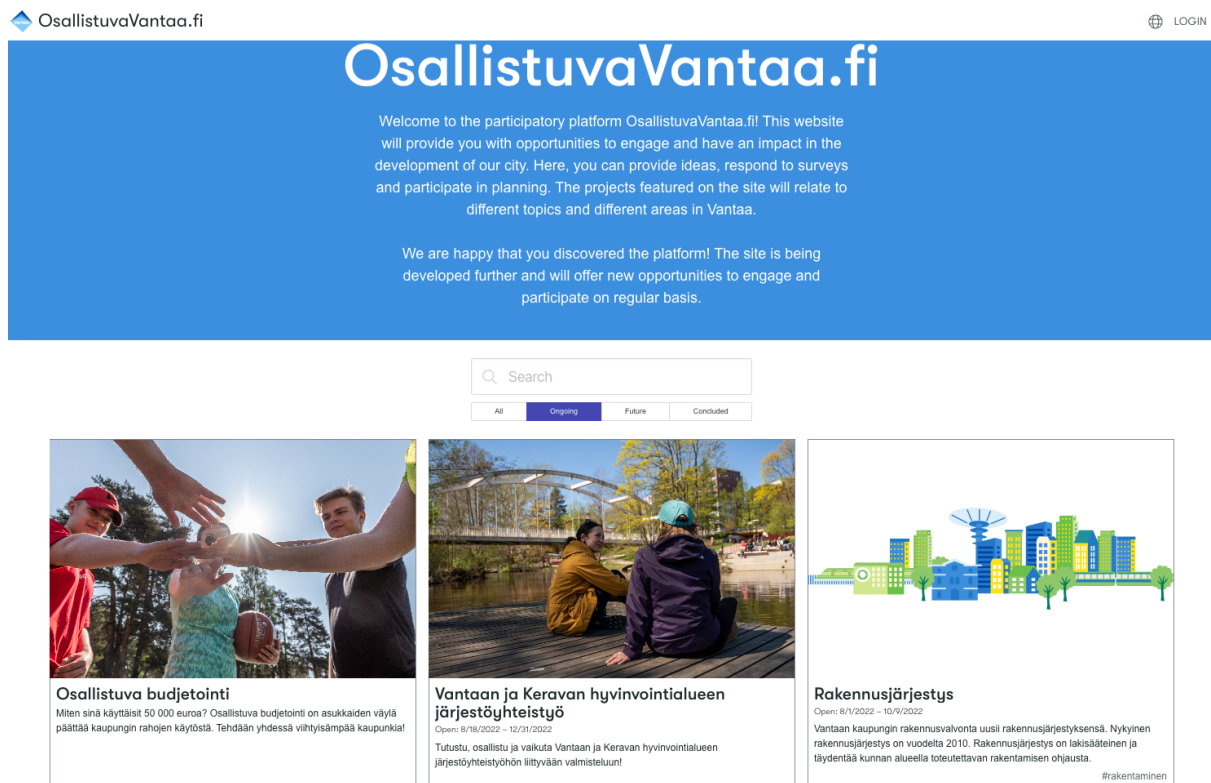 OsallistuvaVantaa.fi
LOGIN
OsallistuvaVantaa.fi
Welcome to the participatory platform OsallistuvaVantaa.fi! This website
will provide you with opportunities to engage and have an impact in the
development of our city. Here, you can provide ideas, respond to surveys
and participate in planning. The projects featured on the site will relate to
different topics and different areas in Vantaa.
We are happy that you discovered the platform! The site is being
developed further and will offer new opportunities to engage and
participate on regular basis.
Search
All Ongoing Future Concluded
Osallistuva budjetointi
Miten sinä käyttäisit 50 000 euroa? Osallistuva budjetointi on asukkaiden väylä
päättää kaupungin rahojen käytöstä. Tehdään yhdessä viihtyisämpää kaupunkia!
Vantaan ja Keravan hyvinvointialueen
järjestöyhteistyö
Open: 8/18/2022 – 12/31/2022
Tutustu, osallistu ja vaikuta Vantaan ja Keravan hyvinvointialueen
järjestöyhteistyöhön liittyvään valmisteluun!
Rakennusjärjestys
Open: 8/1/2022 – 10/9/2022
Vantaan kaupungin rakennusvalvonta uusii rakennusjärjestyksensä. Nykyinen
rakennusjärjestys on vuodelta 2010. Rakennusjärjestys on lakisääteinen ja
täydentää kunnan alueella toteutettavan rakentamisen ohjausta.
#rakentaminen